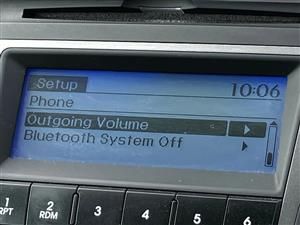 Setup
10:06
Phone
Outgoing Volume
Bluetooth System Off
1 RPT
2 RDM
3
4
5
6